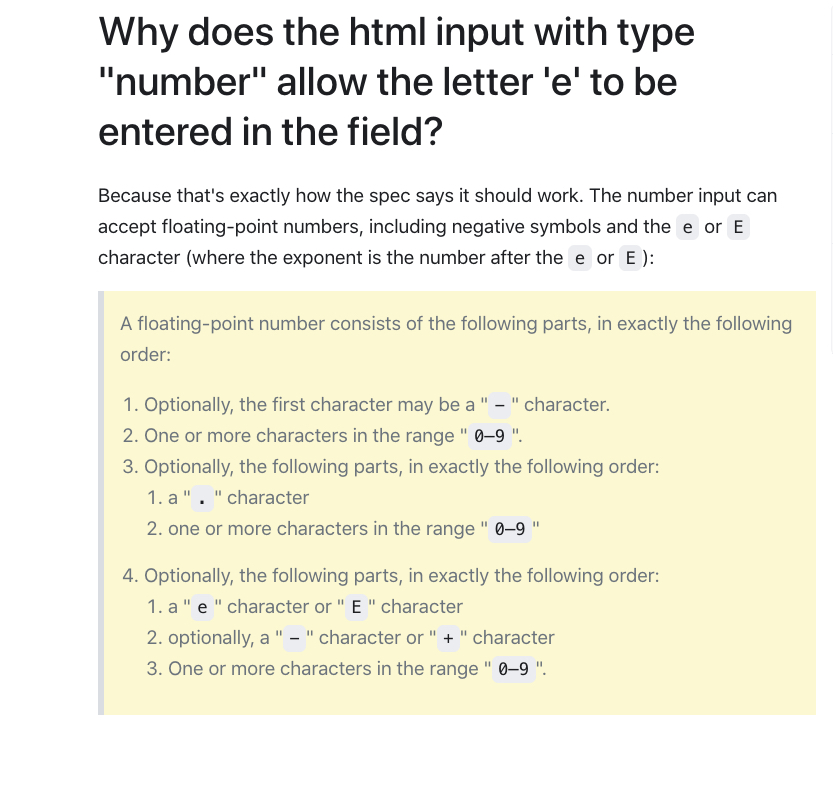 Why does the html input with type
"number" allow the letter 'e' to be
entered in the field?
Because that's exactly how the spec says it should work. The number input can
accept floating-point numbers, including negative symbols and the e or E
character (where the exponent is the number after the e or E):
A floating-point number consists of the following parts, in exactly the following
order:
1. Optionally, the first character may be a "–" character.
2. One or more characters in the range "0—9".
3. Optionally, the following parts, in exactly the following order:
1. a "." character
2. one or more characters in the range "0—9"
4. Optionally, the following parts, in exactly the following order:
1. a "e" character or "E" character
2. optionally, a "–" character or "+" character
3. One or more characters in the range "0—9".